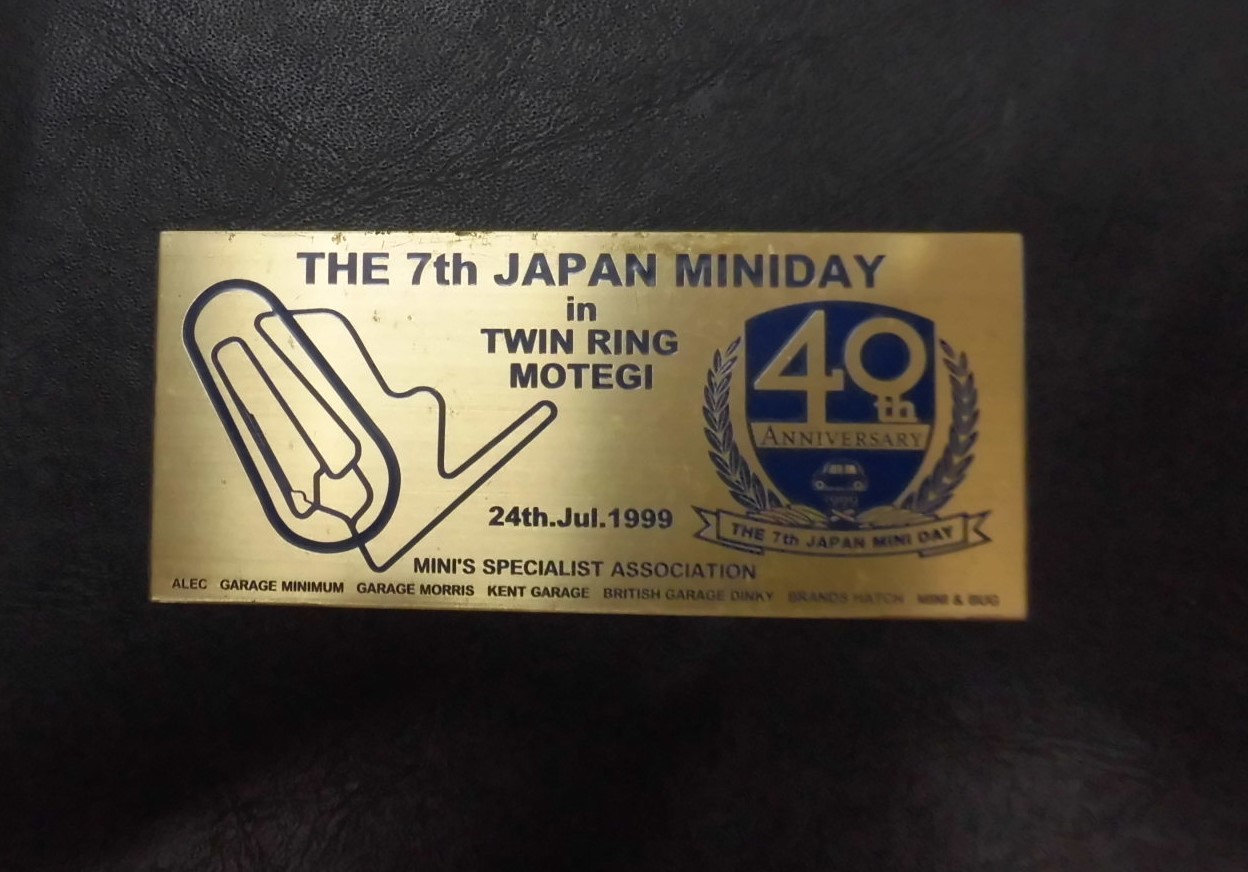 THE 7th JAPAN MINIDAY
in
TWIN RING
MOTEGI
40th
ANNIVERSARY
1999
THE 7th JAPAN MINI DAY
24th.Jul.1999
MINI'S SPECIALIST ASSOCIATION
ALEC GARAGE MINIMUM GARAGE MORRIS KENT GARAGE BRITISH GARAGE DINKY BRANDS HATCH MINI & BUG